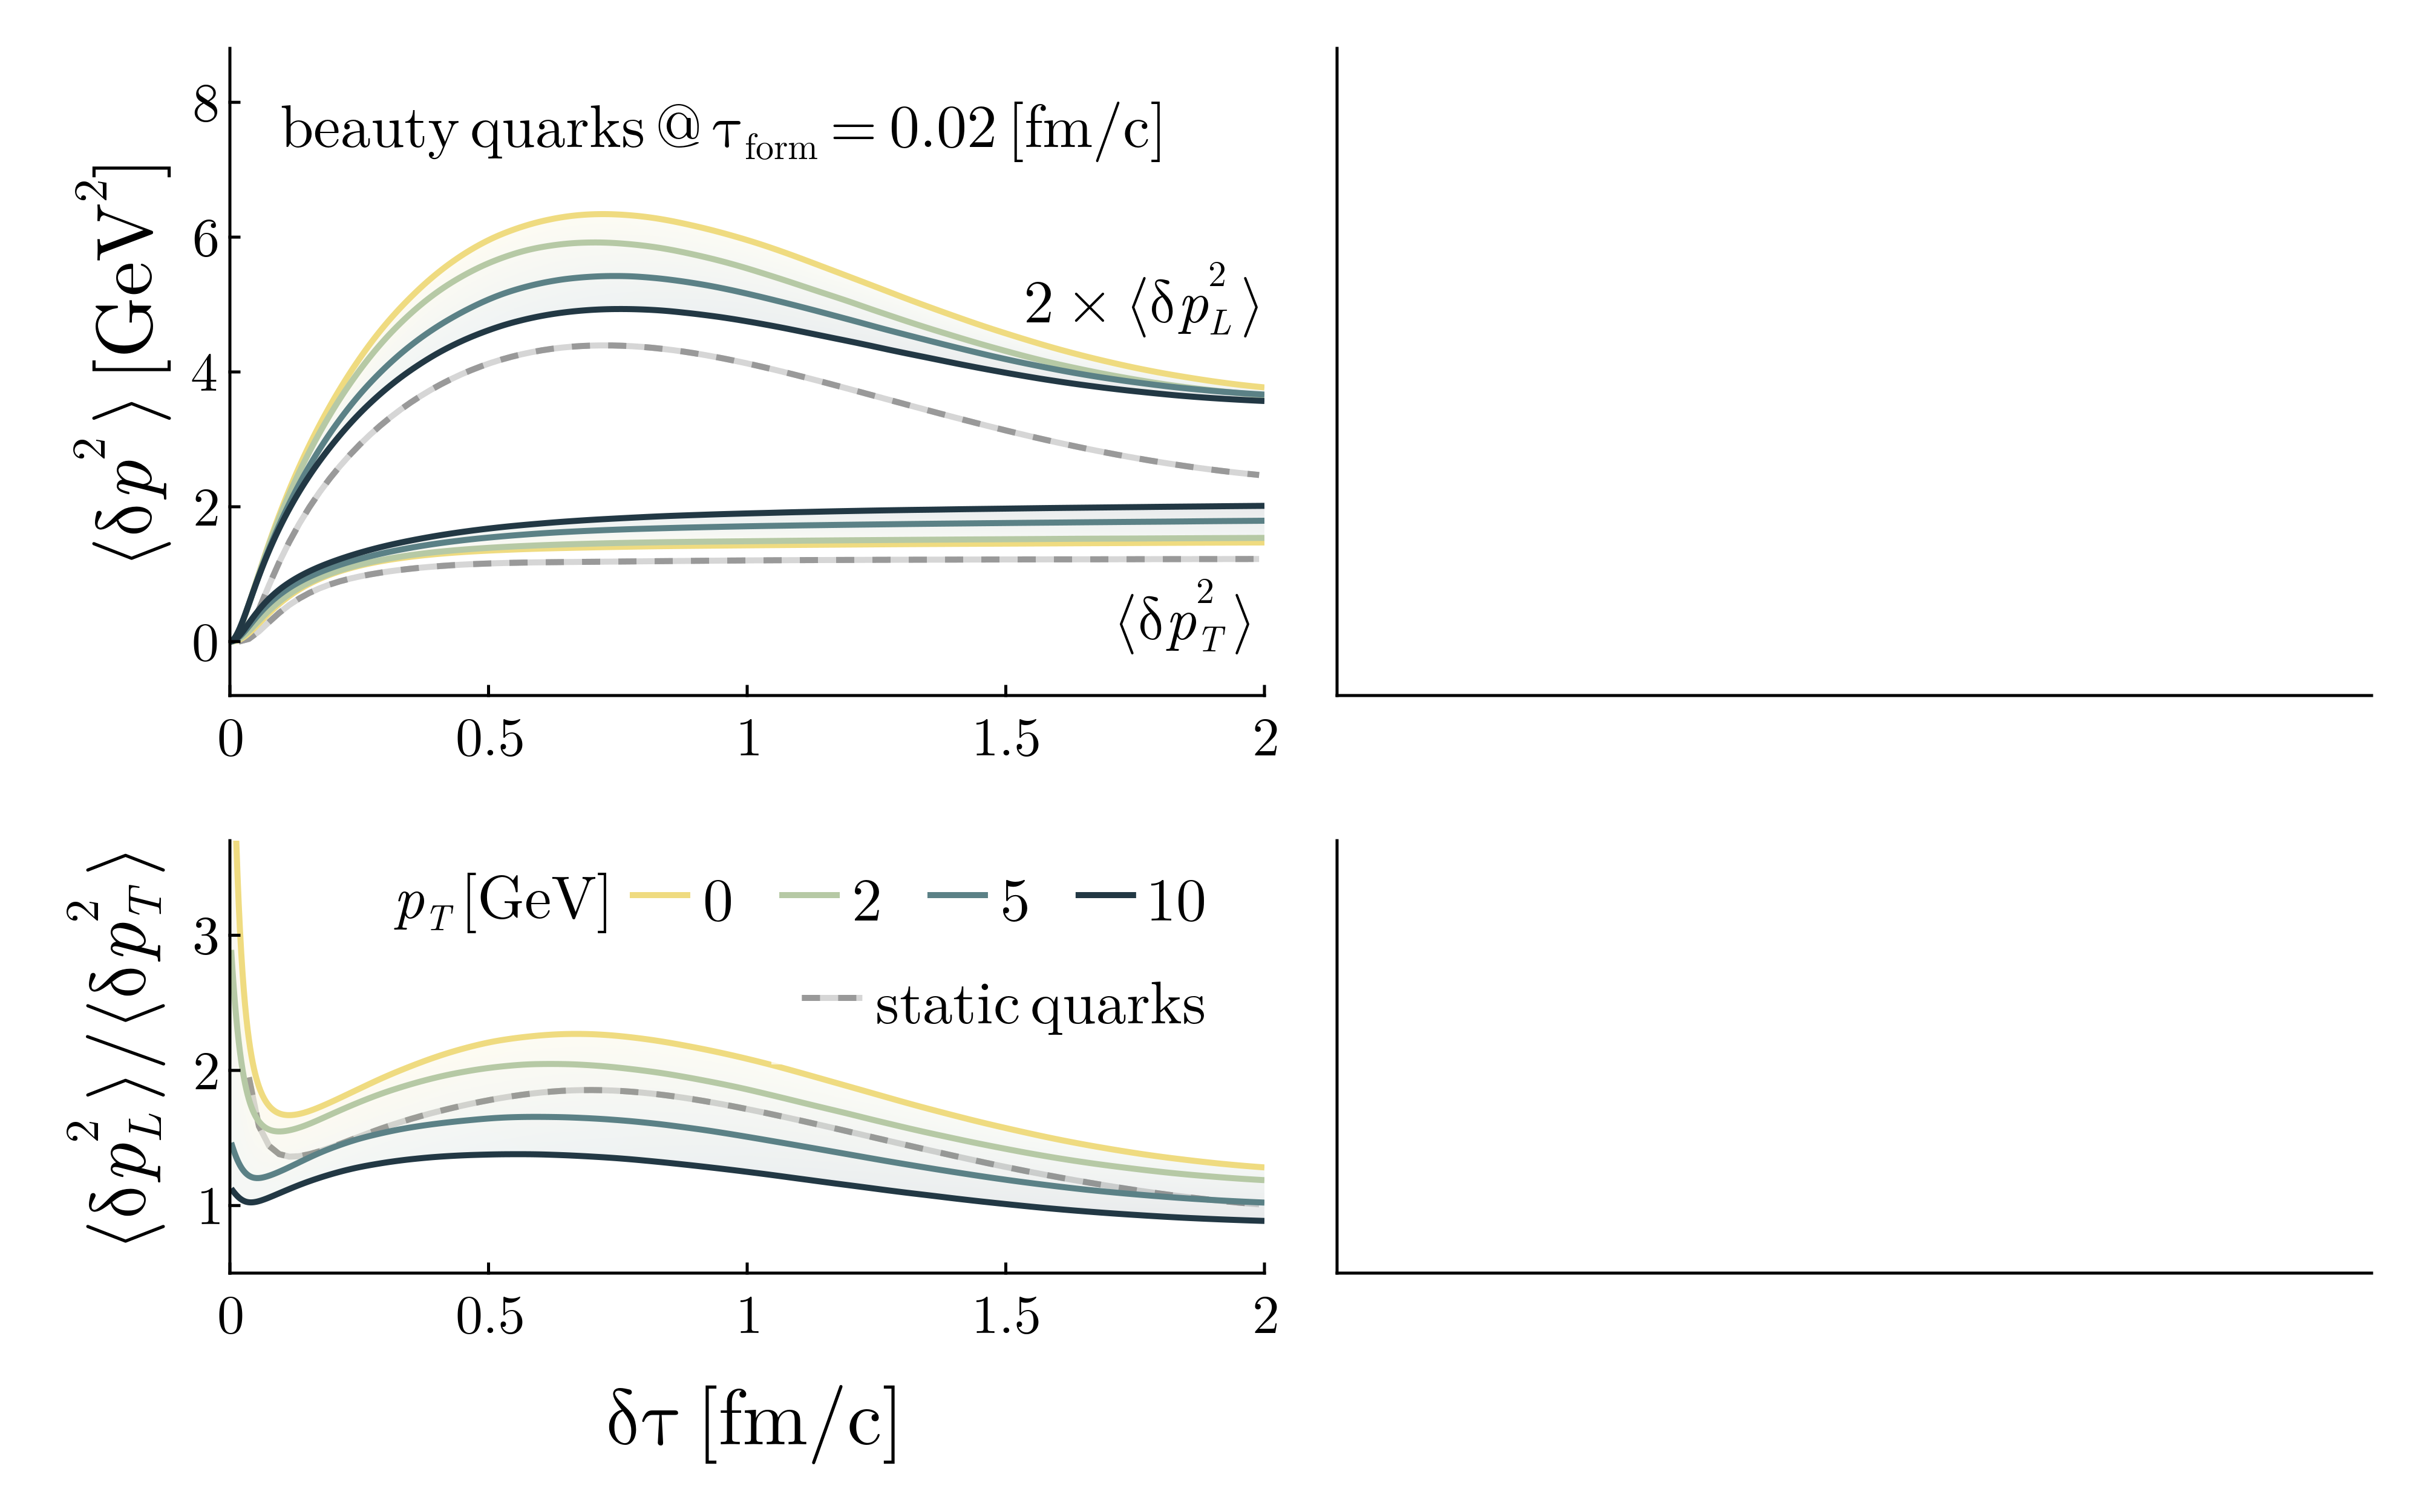 ⟨δp²⟩ [GeV²]
8
6
4
2
0
beauty quarks @ τ_form = 0.02 [fm/c]
2 × ⟨δp_L²⟩
⟨δp_T²⟩
0 0.5 1 1.5 2
⟨δp_L²⟩/⟨δp_T²⟩
3
2
1
p_T [GeV] 0 2 5 10
static quarks
0 0.5 1 1.5 2
δτ [fm/c]